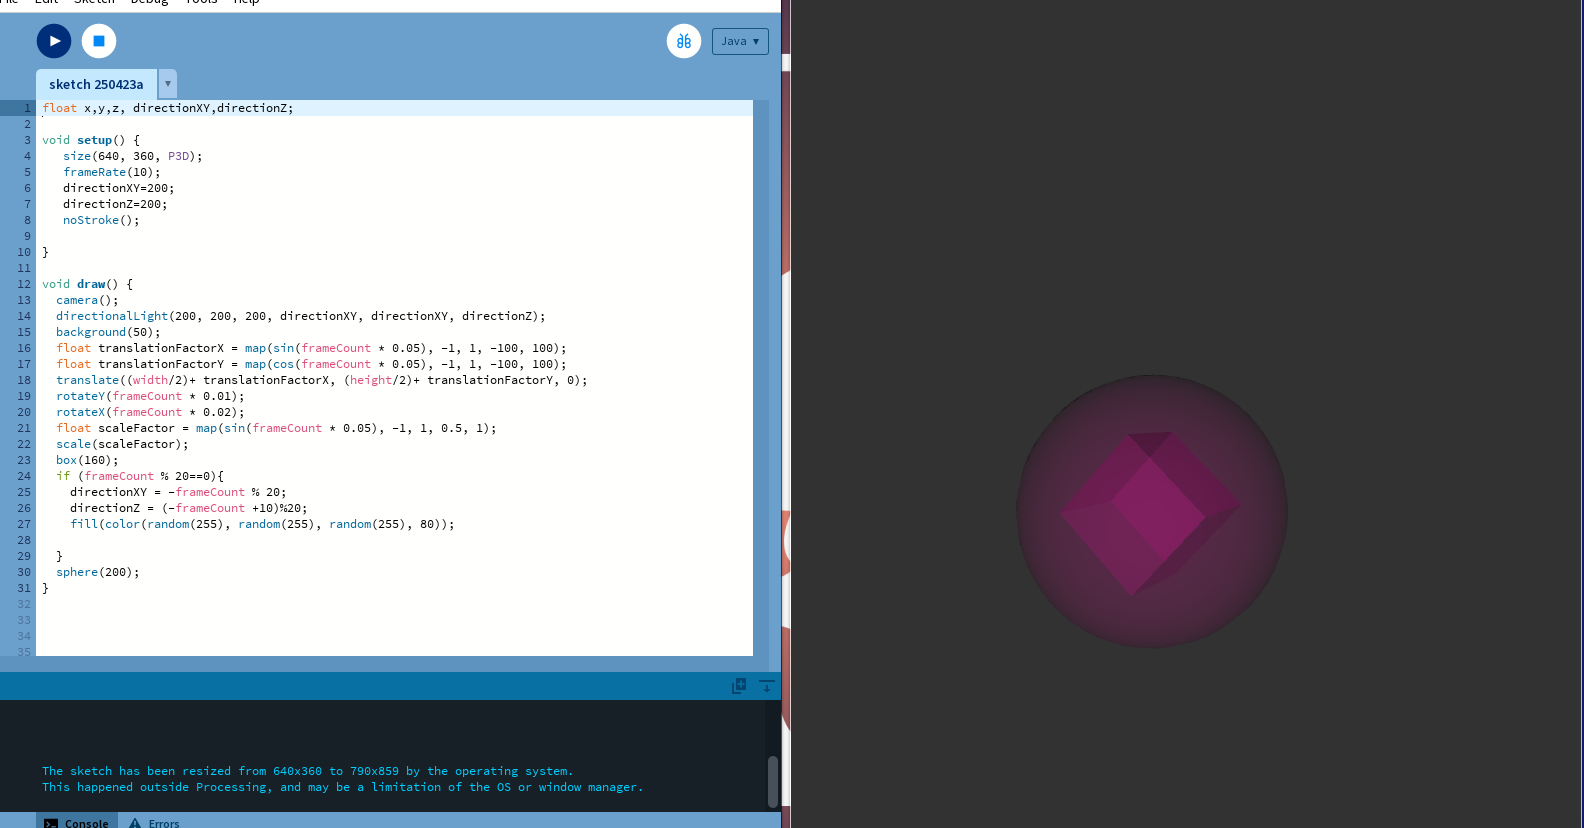 File Edit Sketch Debug Tools Help
Java ▾
sketch 250423a
▾
1 float x,y,z, directionXY,directionZ;
2
3 void setup() {
4    size(640, 360, P3D);
5    frameRate(10);
6    directionXY=200;
7    directionZ=200;
8    noStroke();
9
10 }
11
12 void draw() {
13   camera();
14   directionalLight(200, 200, 200, directionXY, directionXY, directionZ);
15   background(50);
16   float translationFactorX = map(sin(frameCount * 0.05), -1, 1, -100, 100);
17   float translationFactorY = map(cos(frameCount * 0.05), -1, 1, -100, 100);
18   translate((width/2)+ translationFactorX, (height/2)+ translationFactorY, 0);
19   rotateY(frameCount * 0.01);
20   rotateX(frameCount * 0.02);
21   float scaleFactor = map(sin(frameCount * 0.05), -1, 1, 0.5, 1);
22   scale(scaleFactor);
23   box(160);
24   if (frameCount % 20==0){
25     directionXY = -frameCount % 20;
26     directionZ = (-frameCount +10)%20;
27     fill(color(random(255), random(255), random(255), 80));
28
29   }
30   sphere(200);
31 }
32
33
34
35
The sketch has been resized from 640x360 to 790x859 by the operating system.
This happened outside Processing, and may be a limitation of the OS or window manager.
Console Errors